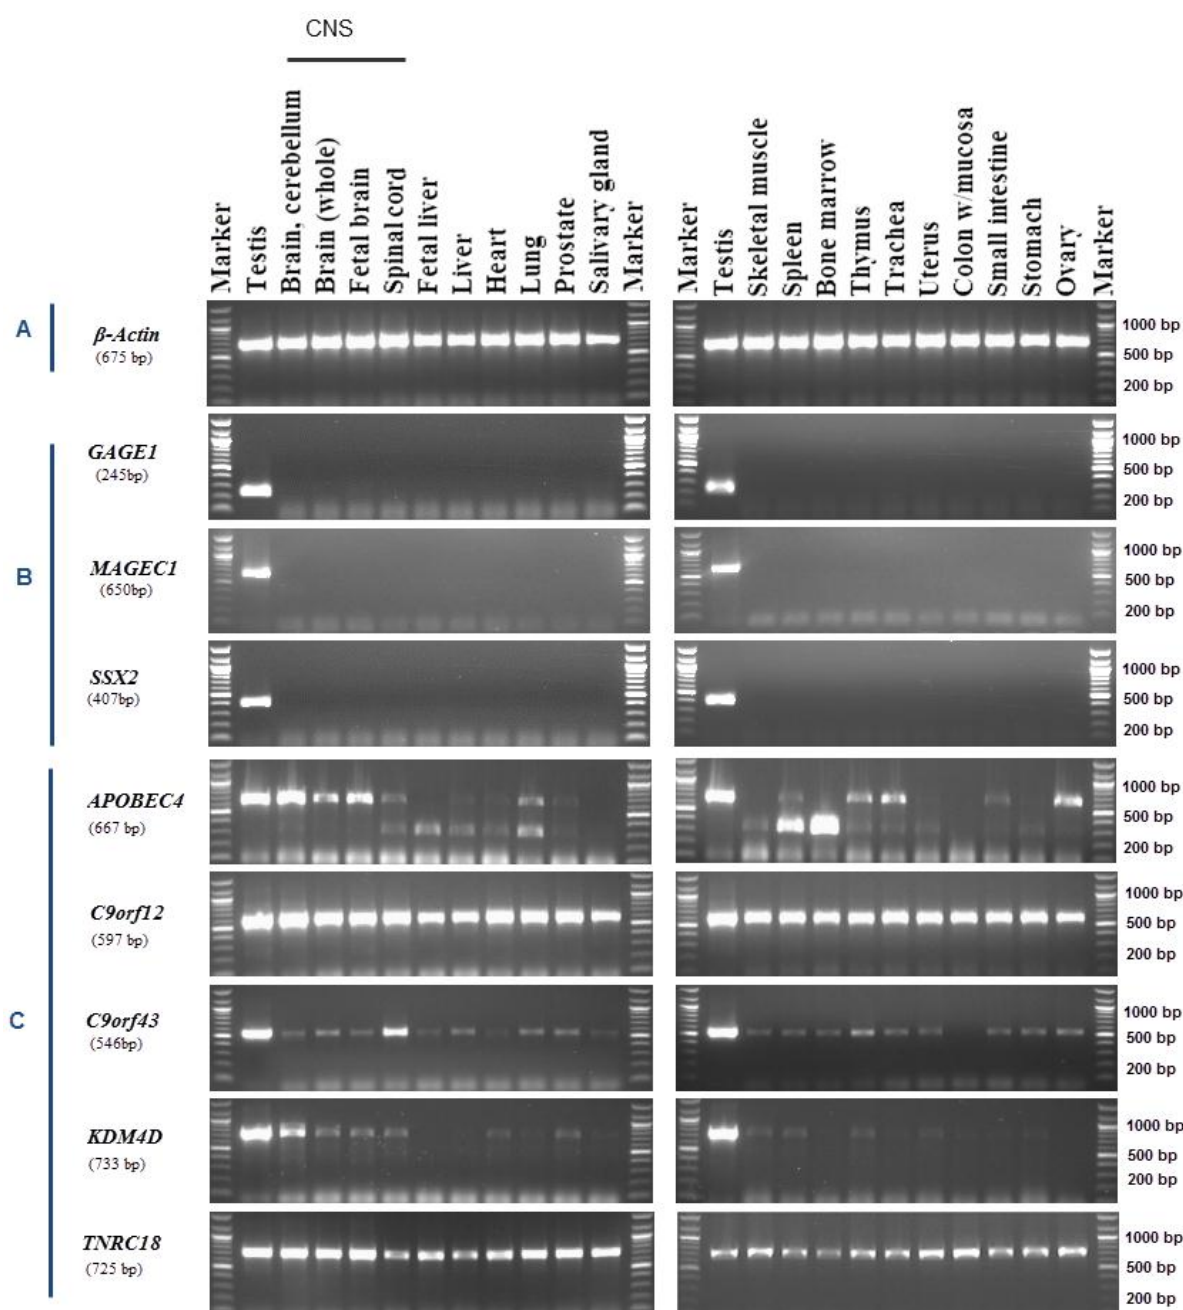 CNS
Marker
Testis
Brain, cerebellum
Brain (whole)
Fetal brain
Spinal cord
Fetal liver
Liver
Heart
Lung
Prostate
Salivary gland
Marker
Marker
Testis
Skeletal muscle
Spleen
Bone marrow
Thymus
Trachea
Uterus
Colon w/mucosa
Small intestine
Stomach
Ovary
Marker
A
β-Actin
(675 bp)
1000 bp
500 bp
200 bp
B
GAGE1
(245bp)
1000 bp
500 bp
200 bp
MAGEC1
(650bp)
1000 bp
500 bp
200 bp
SSX2
(407bp)
1000 bp
500 bp
200 bp
C
APOBEC4
(667 bp)
1000 bp
500 bp
200 bp
C9orf12
(597 bp)
1000 bp
500 bp
200 bp
C9orf43
(546bp)
1000 bp
500 bp
200 bp
KDM4D
(733 bp)
1000 bp
500 bp
200 bp
TNRC18
(725 bp)
1000 bp
500 bp
200 bp